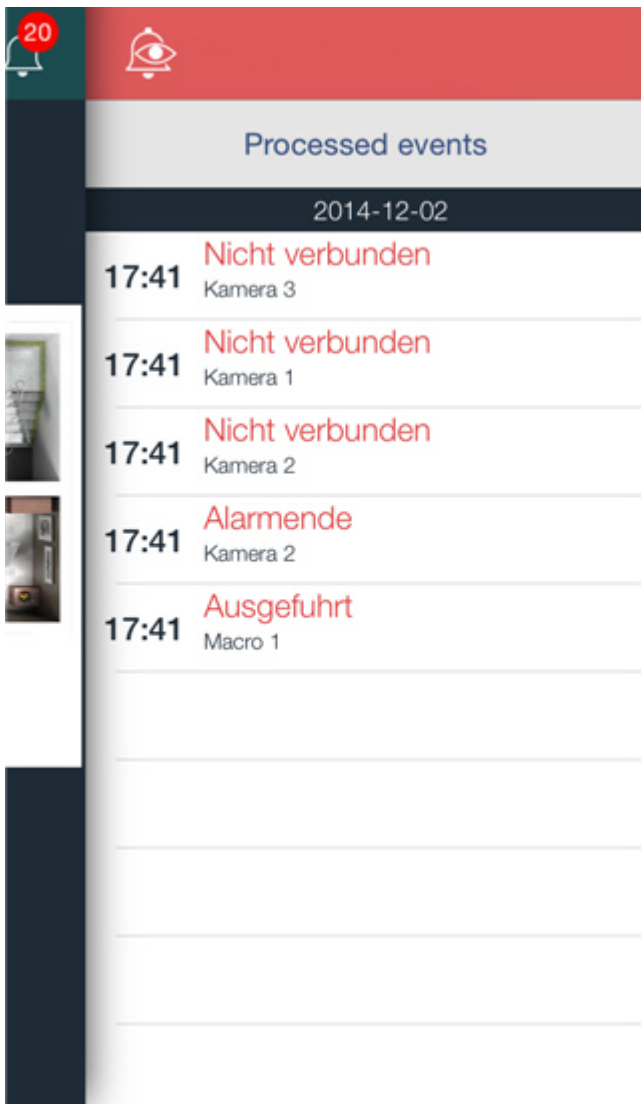 20
Processed events
2014-12-02
17:41 Nicht verbunden
Kamera 3
17:41 Nicht verbunden
Kamera 1
17:41 Nicht verbunden
Kamera 2
17:41 Alarmende
Kamera 2
17:41 Ausgefuhrt
Macro 1